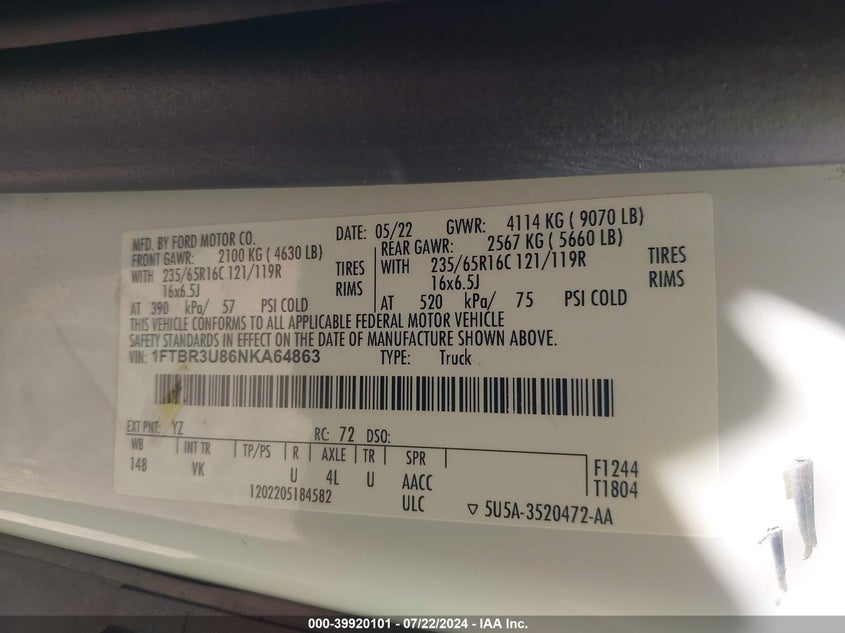 MFD. BY FORD MOTOR CO.
DATE: 05/22 GVWR: 4114 KG ( 9070 LB)
FRONT GAWR: 2100 KG ( 4630 LB)
WITH 235/65R16C 121/119R TIRES
16x6.5J RIMS
AT 390 kPa/ 57 PSI COLD
REAR GAWR: 2567 KG ( 5660 LB)
WITH 235/65R16C 121/119R TIRES
16x6.5J RIMS
AT 520 kPa/ 75 PSI COLD
THIS VEHICLE CONFORMS TO ALL APPLICABLE FEDERAL MOTOR VEHICLE
SAFETY STANDARDS IN EFFECT ON THE DATE OF MANUFACTURE SHOWN ABOVE.
VIN: 1FTBR3U86NKA64863 TYPE: Truck
EXT PNT: YZ RC: 72 DSO:
WB INT TR TP/PS R AXLE TR SPR
148 VK U 4L U AACC
ULC
1202205184582
F1244
T1804
▽ 5U5A-3520472-AA
000-39920101 - 07/22/2024 - IAA Inc.